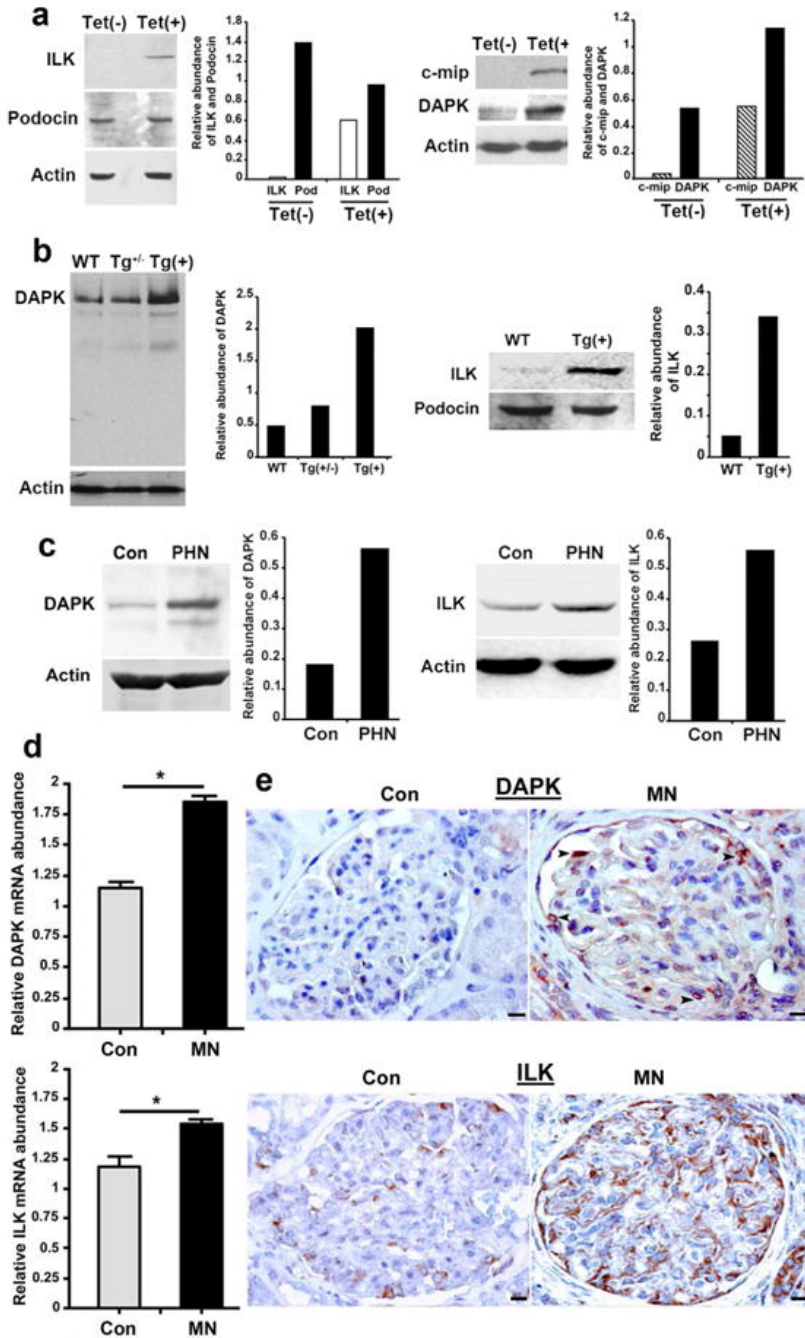 a
Tet(-) Tet(+)
ILK
Podocin
Actin
Relative abundance
of ILK and Podocin
1.6
1.4
1.2
1.0
0.8
0.6
0.4
0.2
0
ILK Pod ILK Pod
Tet(-) Tet(+)
Tet(-) Tet(+
c-mip
DAPK
Actin
Relative abundance
of c-mip and DAPK
1.2
1.0
0.8
0.6
0.4
0.2
0
c-mip DAPK c-mip DAPK
Tet(-) Tet(+)
b
WT Tg+/- Tg(+)
DAPK
Actin
Relative abundance of DAPK
2.5
2
1.5
1
0.5
0
WT Tg(+/-) Tg(+)
WT Tg(+)
ILK
Podocin
Relative abundance
of ILK
0.4
0.3
0.2
0.1
0
WT Tg(+)
c
Con PHN
DAPK
Actin
Relative abundance of DAPK
0.6
0.5
0.4
0.3
0.2
0.1
0
Con PHN
Con PHN
ILK
Actin
Relative abundance of ILK
0.6
0.5
0.4
0.3
0.2
0.1
0
Con PHN
d
Relative DAPK mRNA abundance
2
1.75
1.5
1.25
1
0.75
0.5
0.25
0
*
Con MN
Relative ILK mRNA abundance
2
1.75
1.5
1.25
1
0.75
0.5
0.25
0
*
Con MN
e
DAPK
Con MN
ILK
Con MN